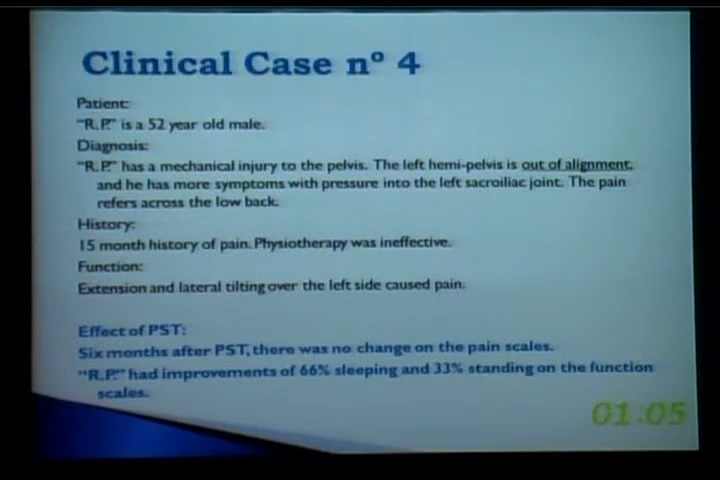 Clinical Case nº 4
Patient:
"R.P." is a 52 year old male.
Diagnosis:
"R.P." has a mechanical injury to the pelvis. The left hemi-pelvis is out of alignment,
and he has more symptoms with pressure into the left sacroiliac joint. The pain
refers across the low back.
History:
15 month history of pain. Physiotherapy was ineffective.
Function:
Extension and lateral tilting over the left side caused pain.
Effect of PST:
Six months after PST, there was no change on the pain scales.
"R.P." had improvements of 66% sleeping and 33% standing on the function
scales.
01:05